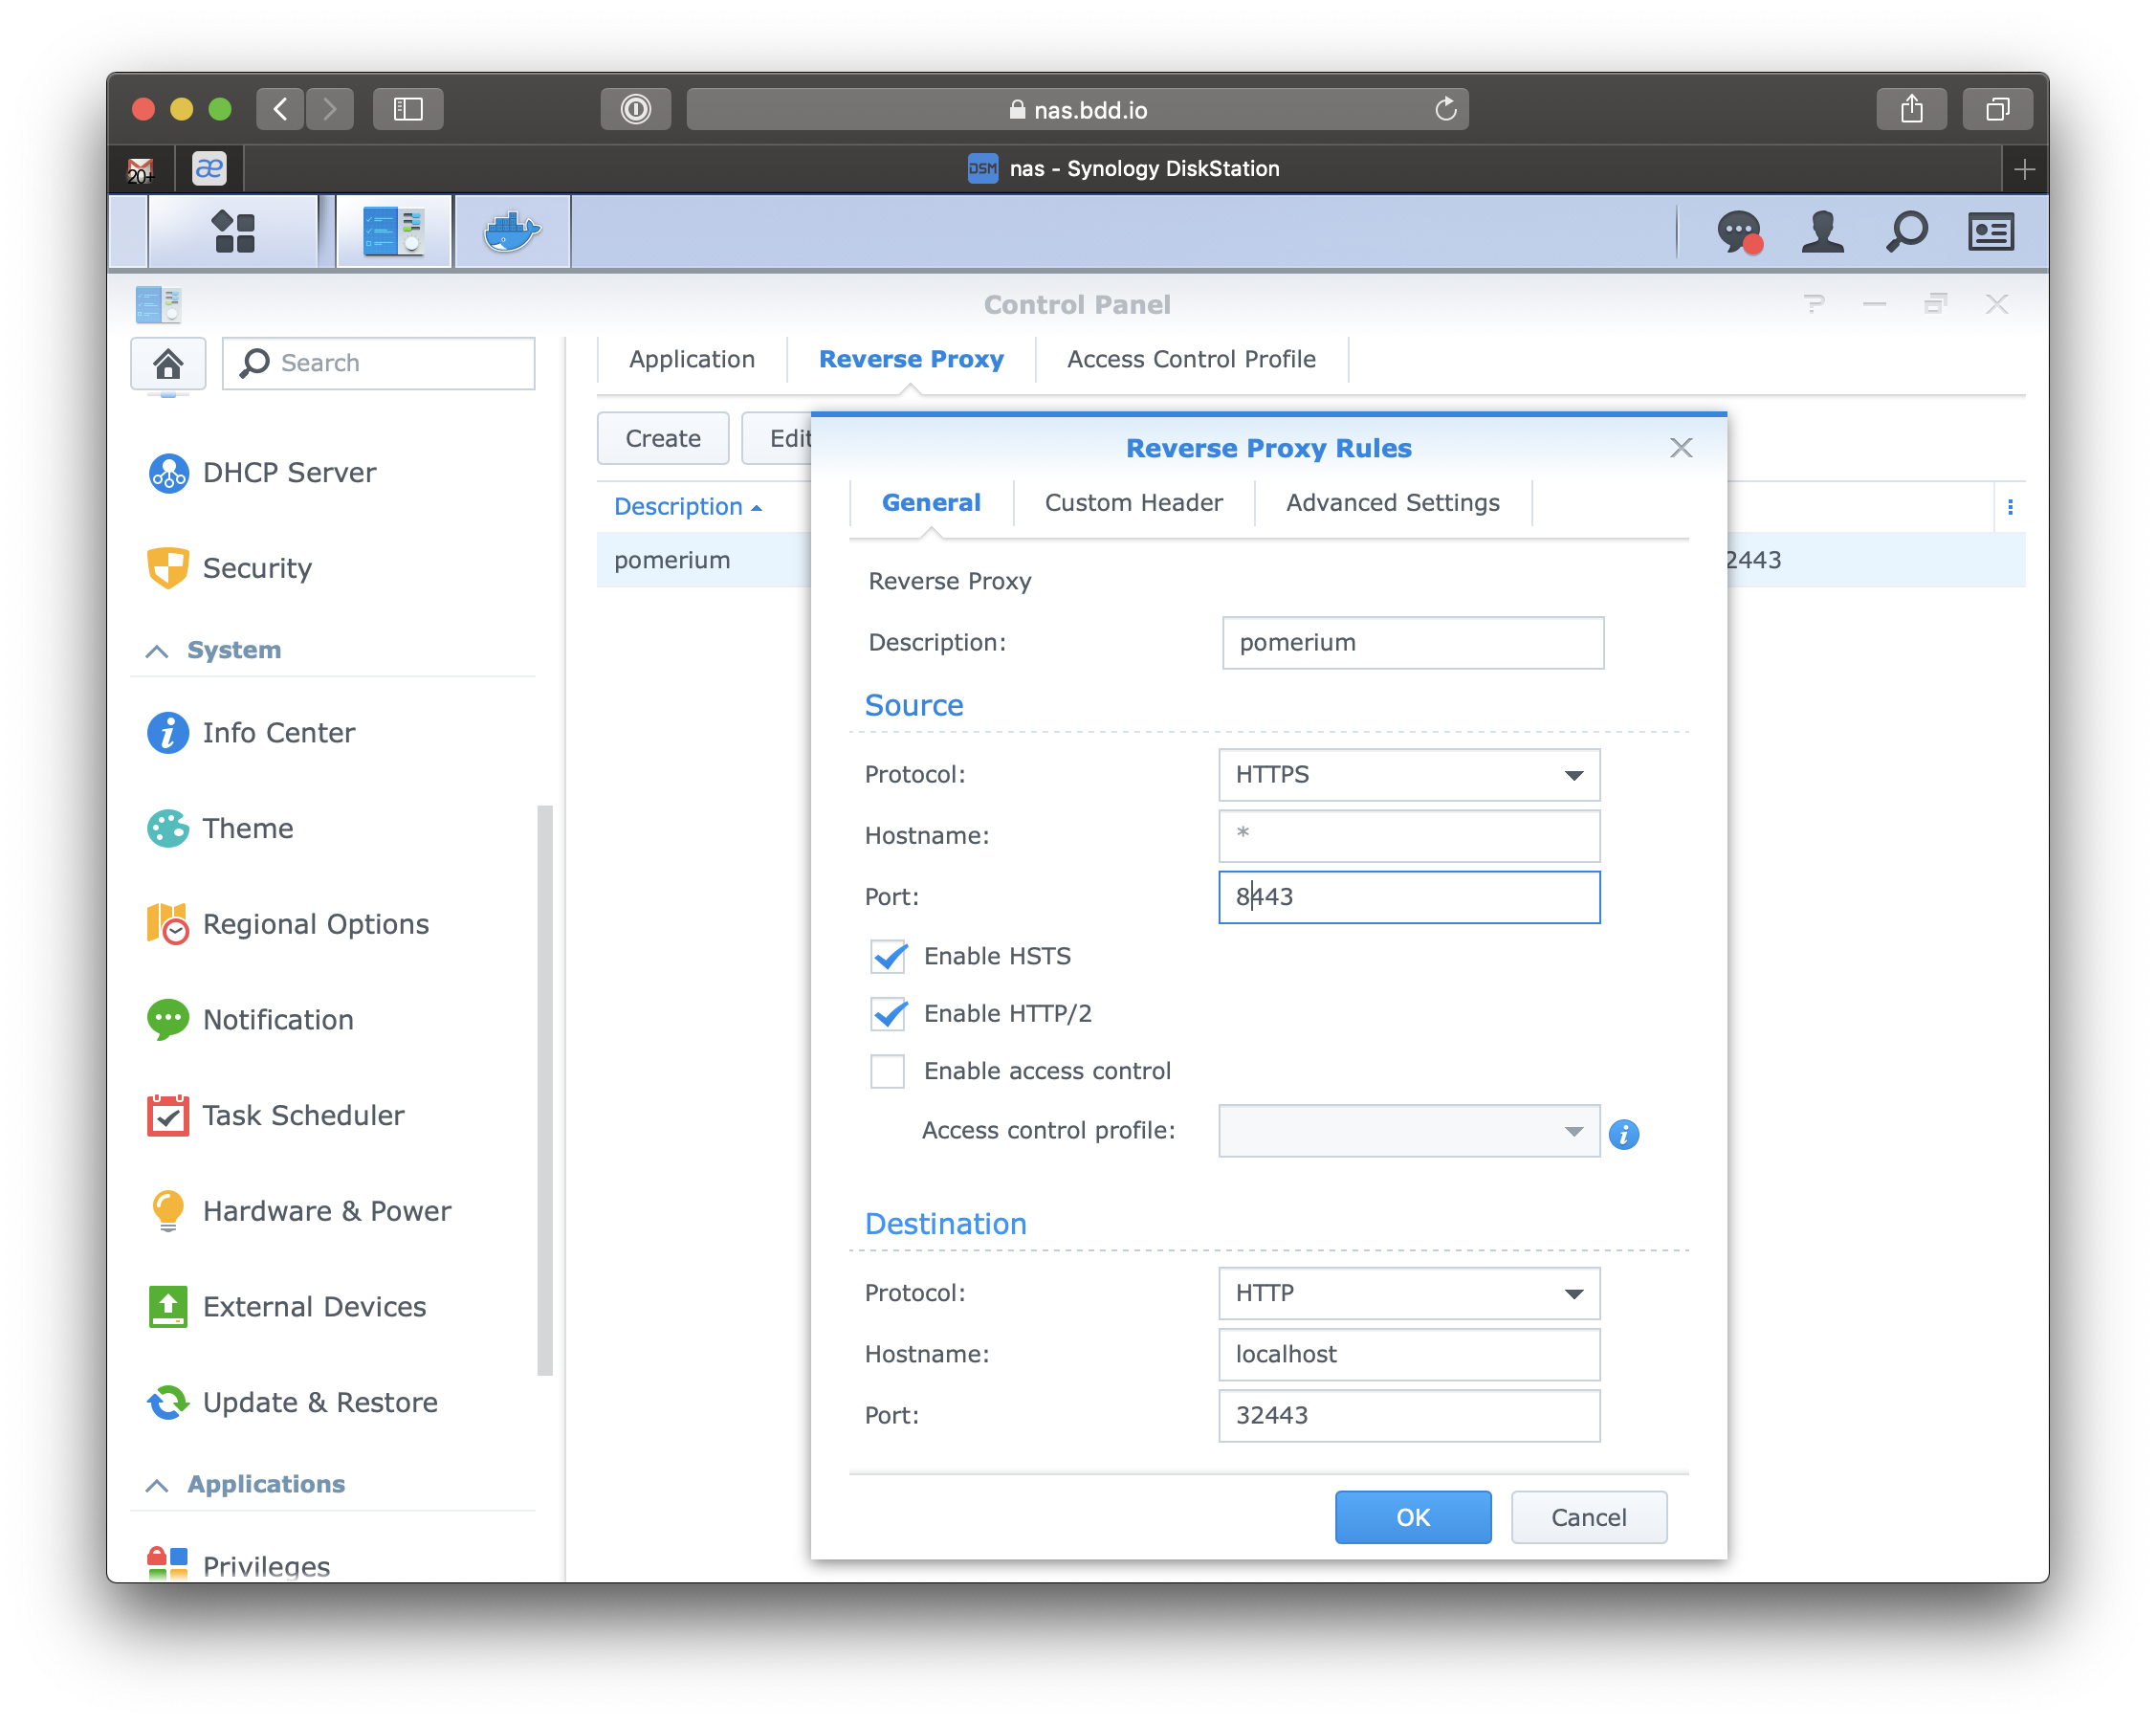 nas.bdd.io
20+
æ
DSM
nas - Synology DiskStation
Control Panel
Search
Application
Reverse Proxy
Access Control Profile
DHCP Server
Security
System
Info Center
Theme
Regional Options
Notification
Task Scheduler
Hardware & Power
External Devices
Update & Restore
Applications
Privileges
Create
Edit
Description
pomerium
2443
Reverse Proxy Rules
General
Custom Header
Advanced Settings
Reverse Proxy
Description:
pomerium
Source
Protocol:
HTTPS
Hostname:
*
Port:
8443
Enable HSTS
Enable HTTP/2
Enable access control
Access control profile:
Destination
Protocol:
HTTP
Hostname:
localhost
Port:
32443
OK
Cancel